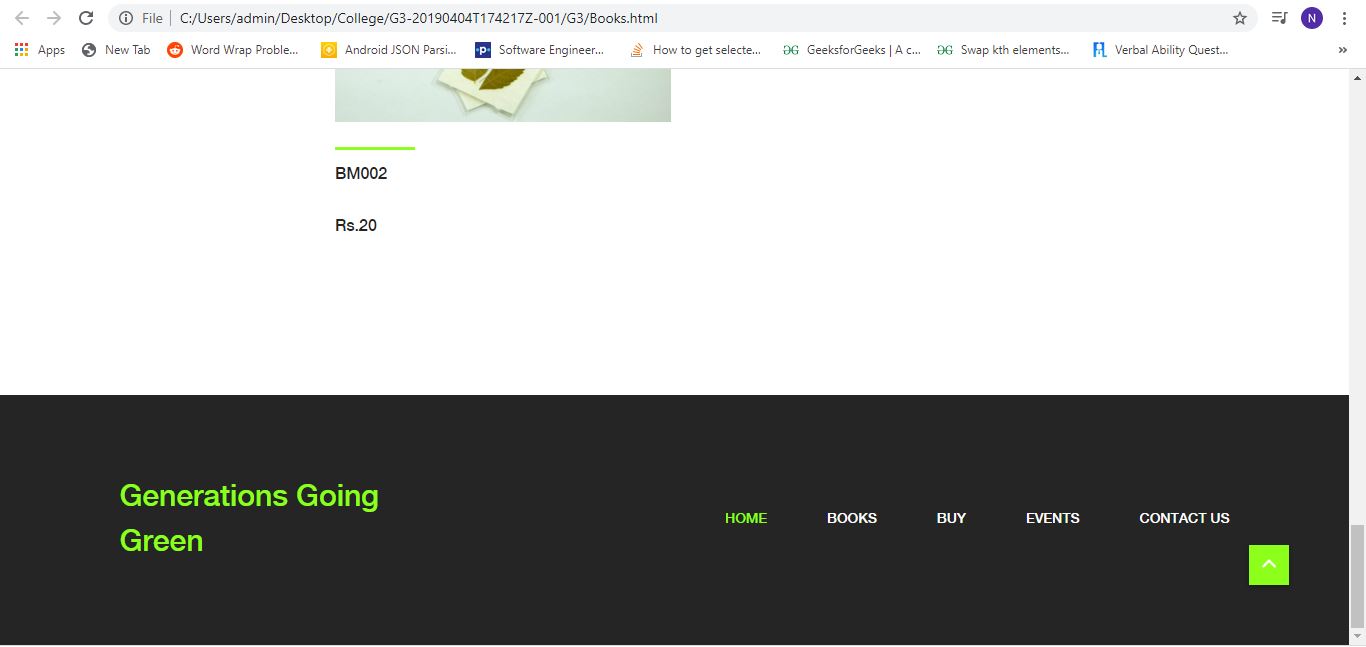 File | C:/Users/admin/Desktop/College/G3-20190404T174217Z-001/G3/Books.html
N
Apps New Tab Word Wrap Proble... Android JSON Parsi... -p- Software Engineer... How to get selecte... GeeksforGeeks | A c... Swap kth elements... Verbal Ability Quest... »
BM002
Rs.20
Generations Going
Green
HOME BOOKS BUY EVENTS CONTACT US